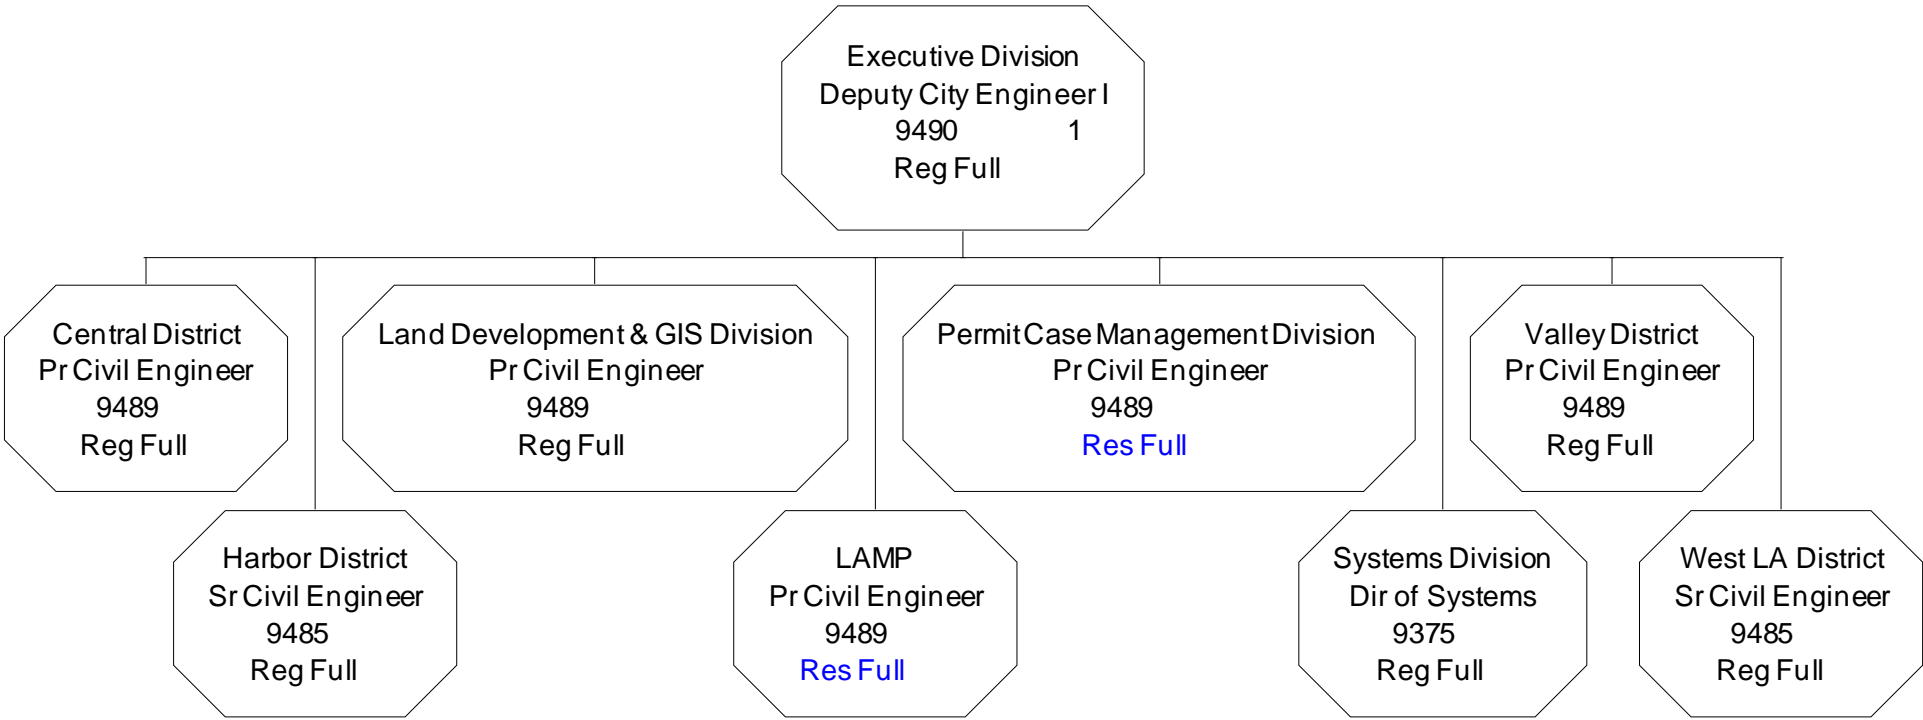 Executive Division
Deputy City Engineer I
9490 1
Reg Full
Central District
Pr Civil Engineer
9489
Reg Full
Land Development & GIS Division
Pr Civil Engineer
9489
Reg Full
Permit Case Management Division
Pr Civil Engineer
9489
Res Full
Valley District
Pr Civil Engineer
9489
Reg Full
Harbor District
Sr Civil Engineer
9485
Reg Full
LAMP
Pr Civil Engineer
9489
Res Full
Systems Division
Dir of Systems
9375
Reg Full
West LA District
Sr Civil Engineer
9485
Reg Full